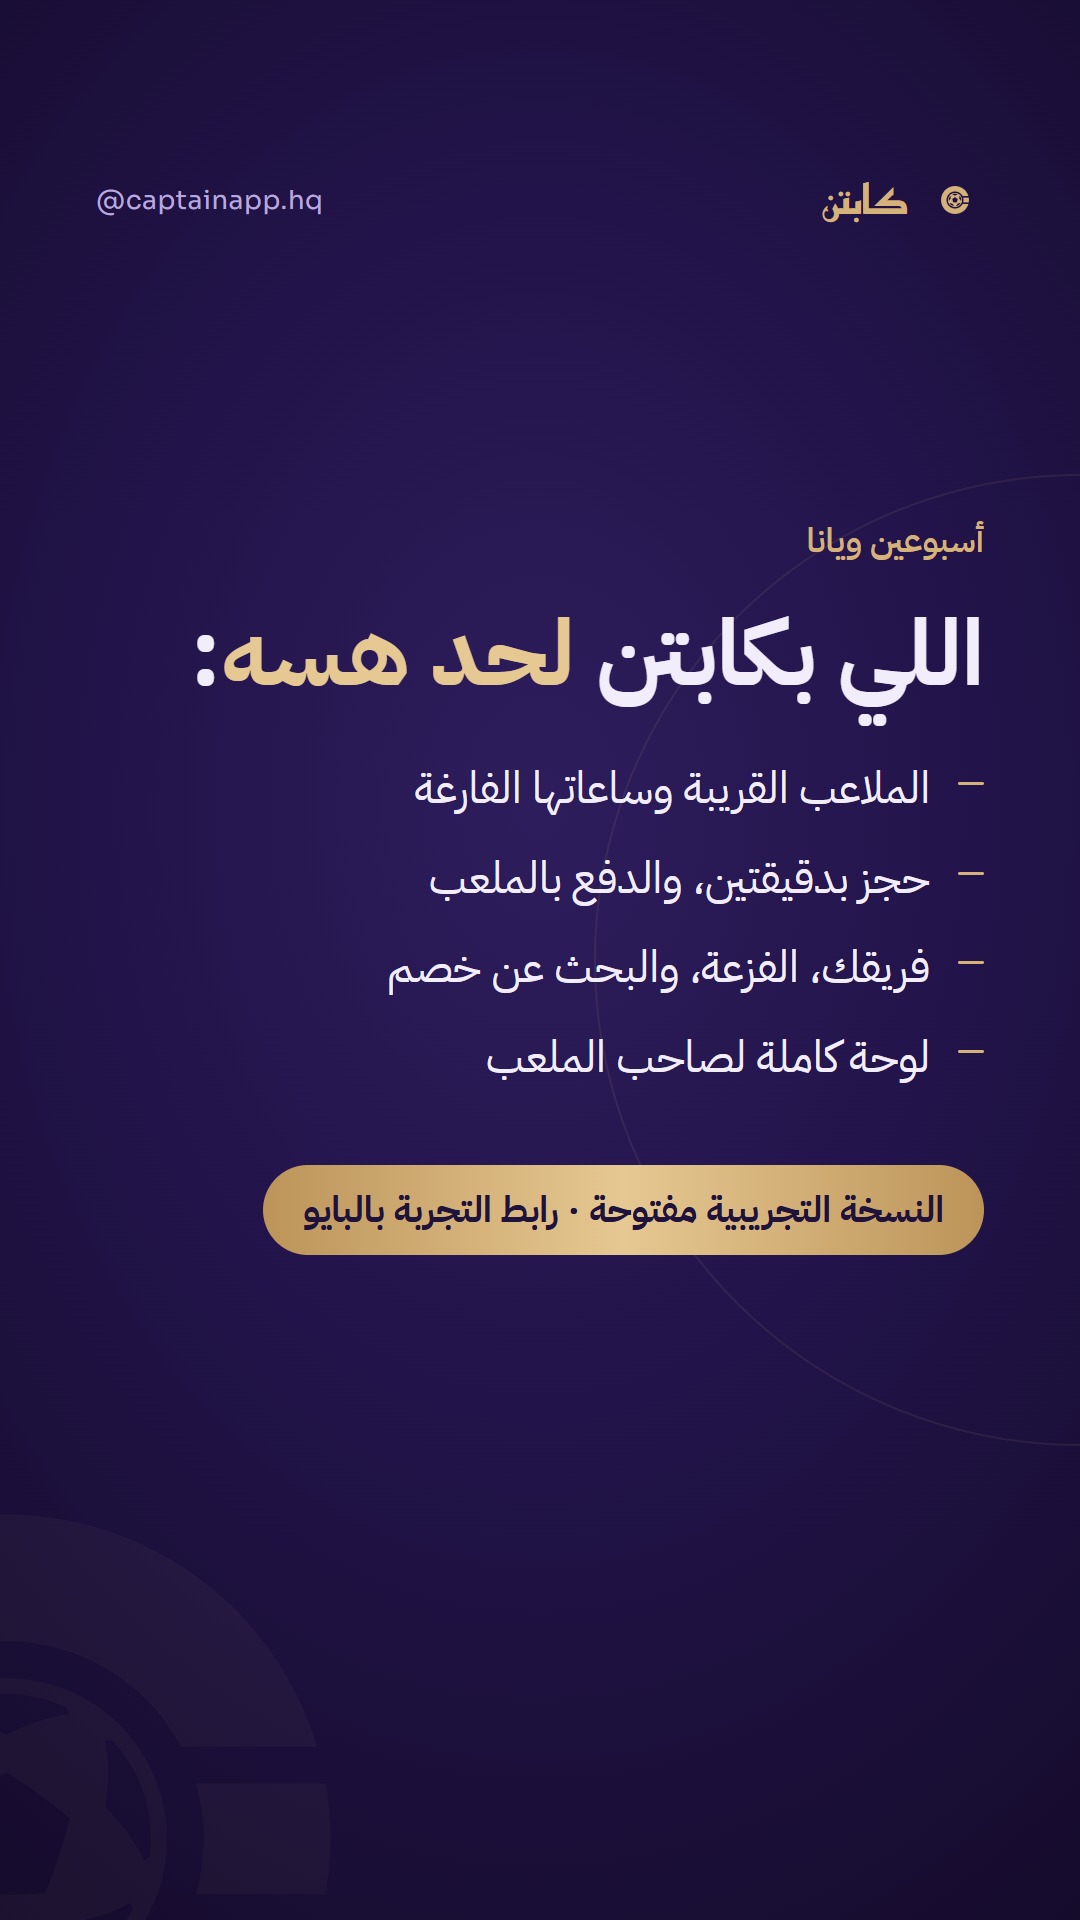 كابتن
@captainapp.hq
أسبوعين ويانا
اللي بكابتن لحد هسه:
— الملاعب القريبة وساعاتها الفارغة
— حجز بدقيقتين، والدفع بالملعب
— فريقك، الفزعة، والبحث عن خصم
— لوحة كاملة لصاحب الملعب
النسخة التجريبية مفتوحة · رابط التجربة بالبايو